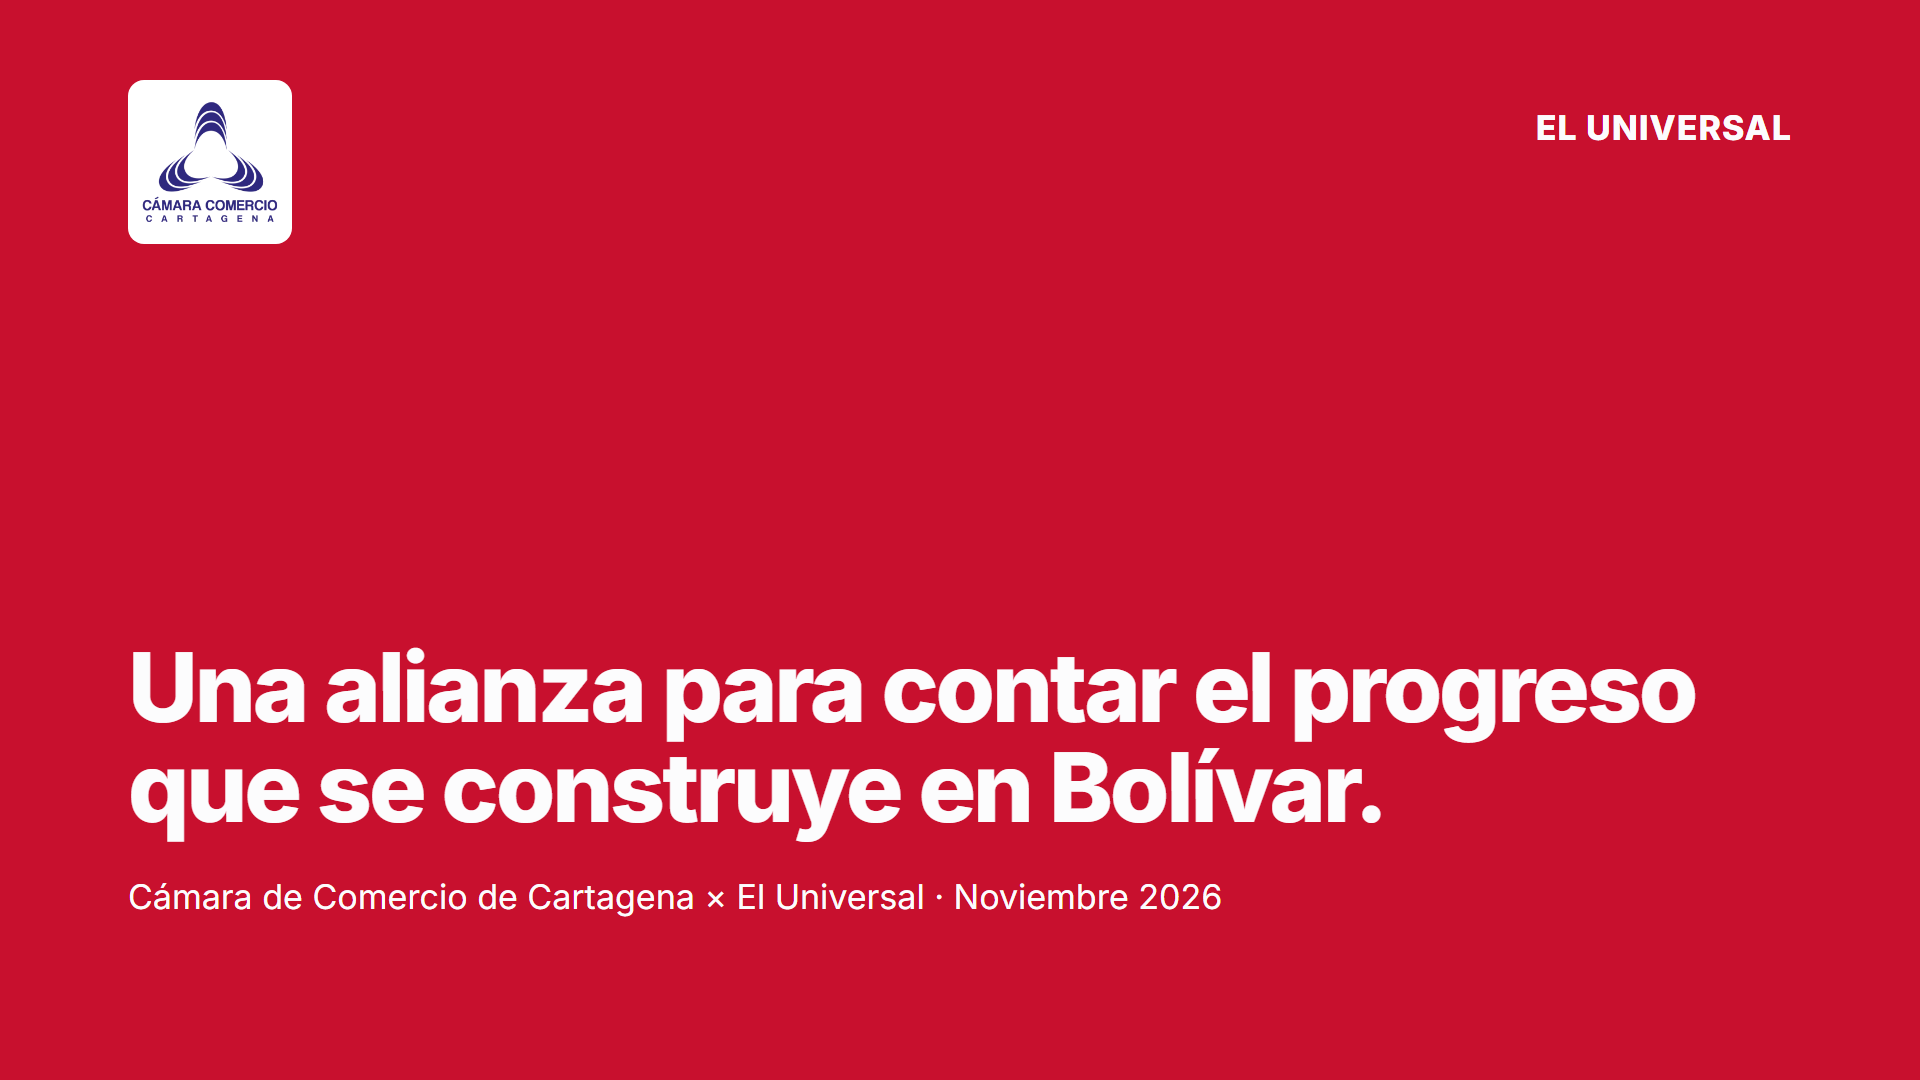 CÁMARA COMERCIO
CARTAGENA
EL UNIVERSAL
Una alianza para contar el progreso
que se construye en Bolívar.
Cámara de Comercio de Cartagena × El Universal · Noviembre 2026